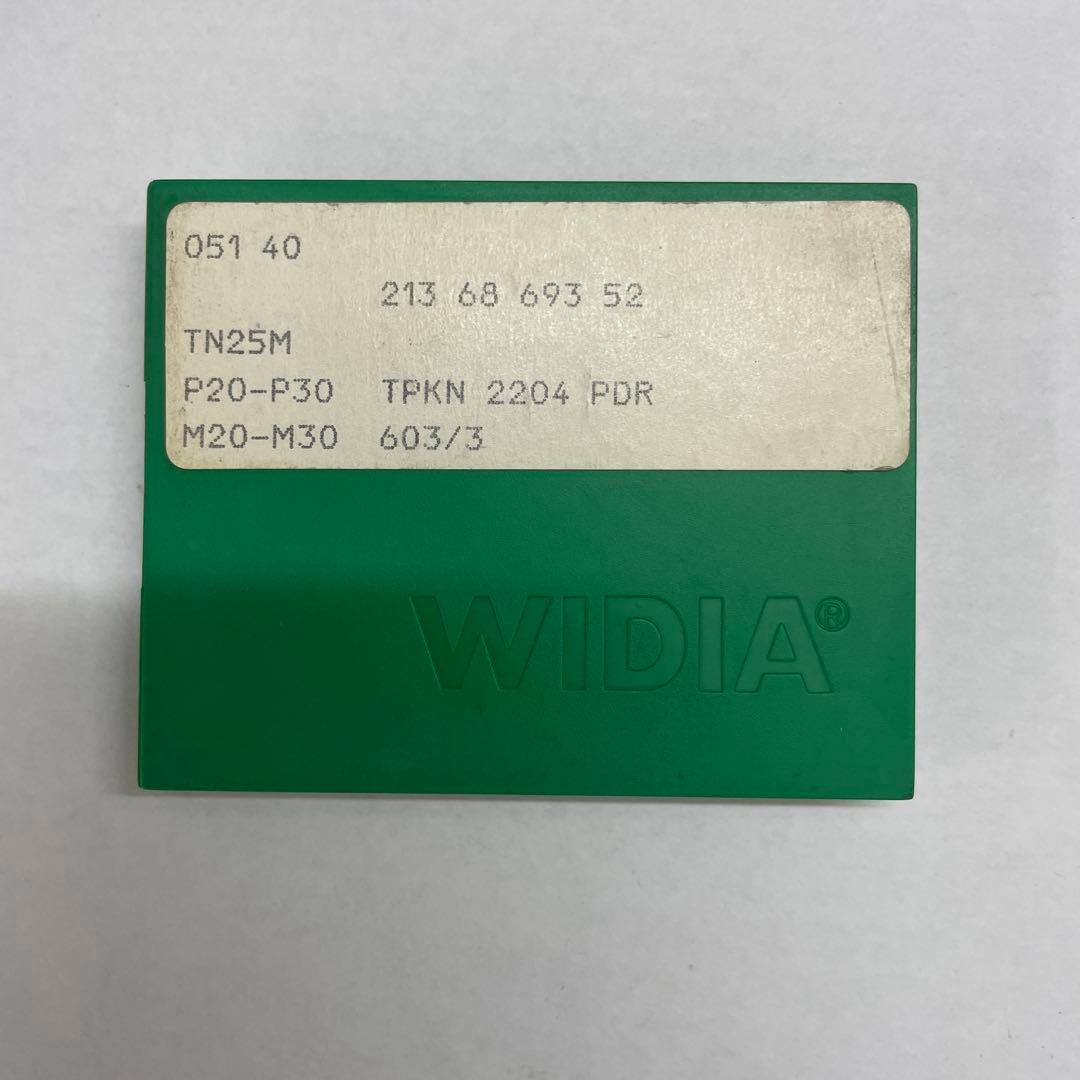 051 40
213 68 693 52
TN25M
P20-P30 TPKN 2204 PDR
M20-M30 603/3
WIDIA®